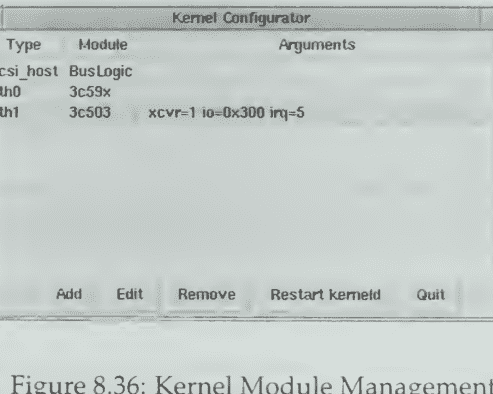 Kernel Configurator
Type Module Arguments
csi_host BusLogic
th0 3c59x
th1 3c503 xcvr=1 io=0x300 irq=5
Add Edit Remove Restart kerneld Quit
Figure 8.36: Kernel Module Management